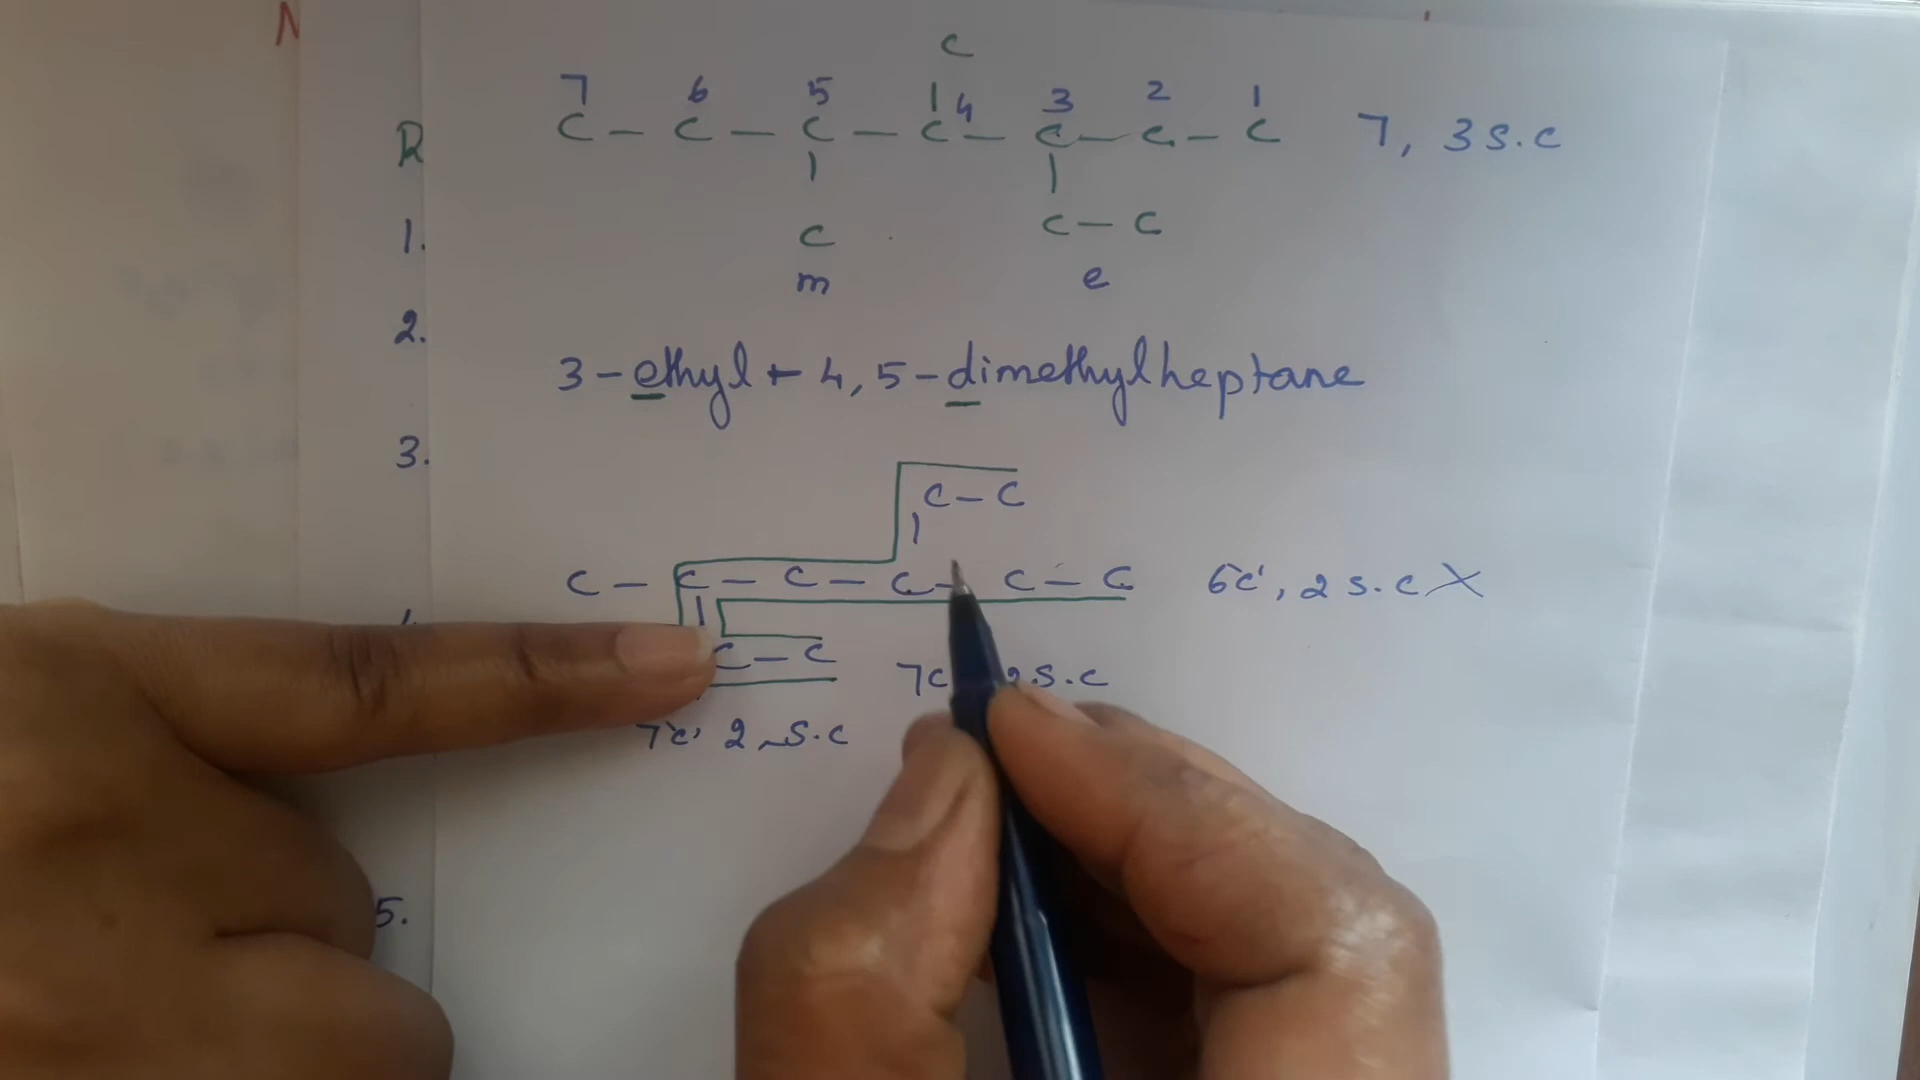 N
C
7 6 5 4 3 2 1
R C - C - C - C - C - C - C 7, 3 s.c
1. C C - C
m e
2.
3 - ethyl - 4, 5 - dimethylheptane
3.
C - C
C - C - C - C - C - C 6C', 2 s.c X
C - C 7C 2 s.c
7C' 2 s.c
5.